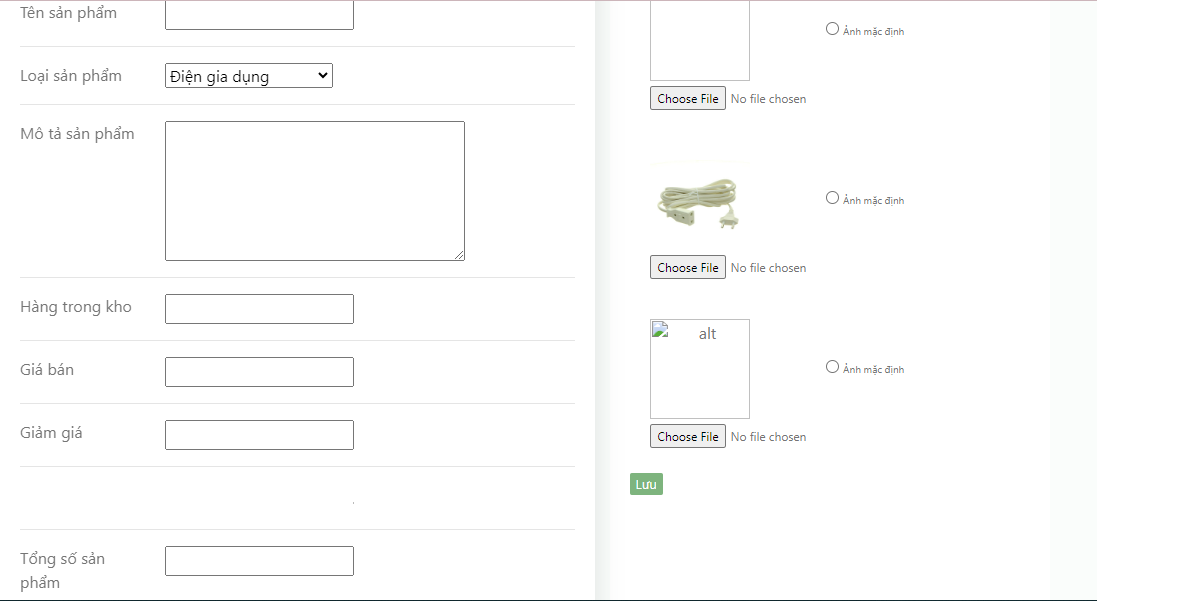 Tên sản phẩm
Loại sản phẩm
Điện gia dụng
Mô tả sản phẩm
Hàng trong kho
Giá bán
Giảm giá
Tổng số sản
phẩm
Ảnh mặc định
Choose File No file chosen
Ảnh mặc định
Choose File No file chosen
alt
Ảnh mặc định
Choose File No file chosen
Lưu